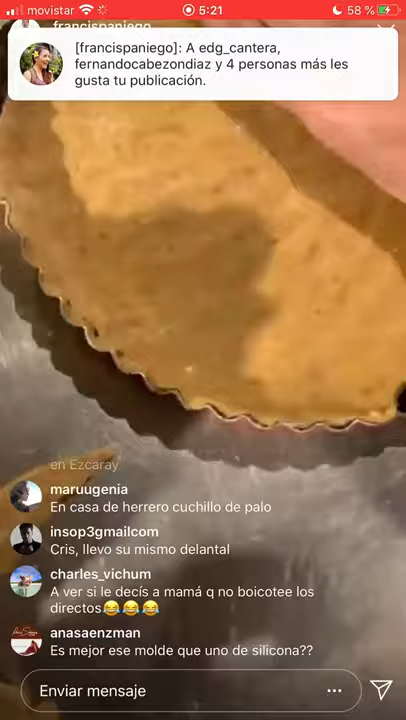 movistar
5:21
58 %
francispaniego
[francispaniego]: A edg_cantera,
fernandocabezondiaz y 4 personas más les
gusta tu publicación.
en Ezcaray
maruugenia
En casa de herrero cuchillo de palo
insop3gmailcom
Cris, llevo su mismo delantal
charles_vichum
A ver si le decís a mamá q no boicotee los
directos😂😂😂
anasaenzman
Es mejor ese molde que uno de silicona??
Enviar mensaje